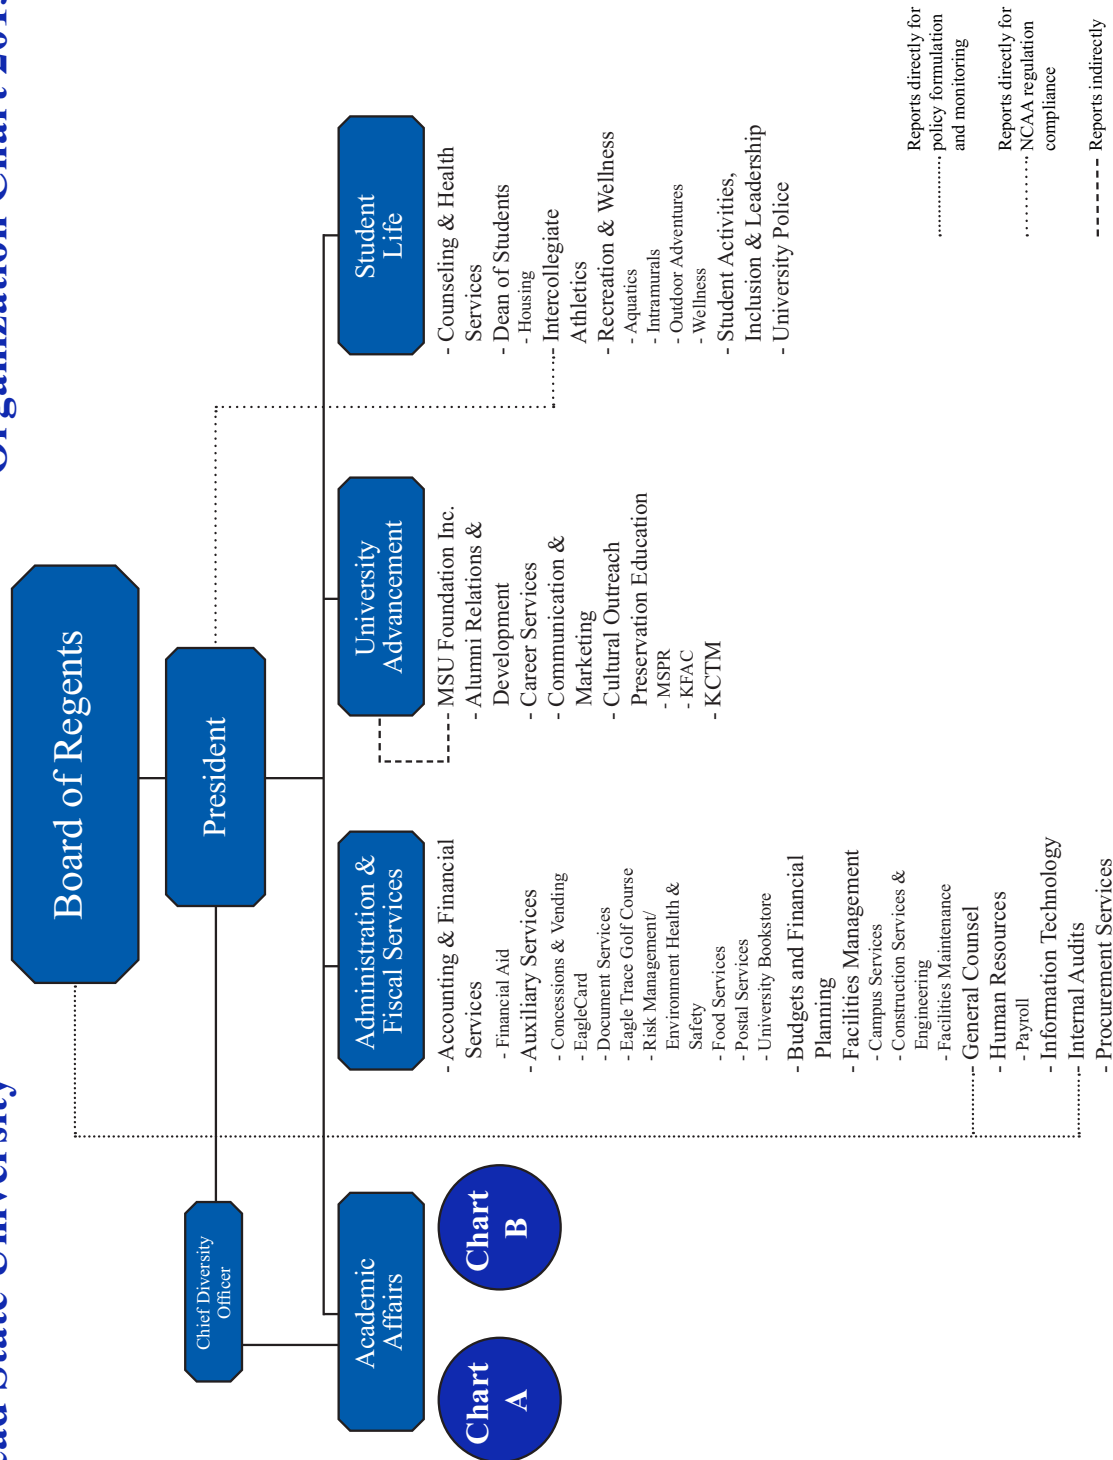 State University
Organization Chart
Board of Regents
President
Chief Diversity
Officer
Academic
Affairs
Chart
A
Chart
B
Administration &
Fiscal Services
- Accounting & Financial
Services
- Financial Aid
- Auxiliary Services
- Concessions & Vending
- EagleCard
- Document Services
- Eagle Trace Golf Course
- Risk Management/
Environment Health &
Safety
- Food Services
- Postal Services
- University Bookstore
- Budgets and Financial
Planning
- Facilities Management
- Campus Services
- Construction Services &
Engineering
- Facilities Maintenance
- General Counsel
- Human Resources
- Payroll
- Information Technology
- Internal Audits
- Procurement Services
University
Advancement
- MSU Foundation Inc.
- Alumni Relations &
Development
- Career Services
- Communication &
Marketing
- Cultural Outreach
Preservation Education
- MSPR
- KFAC
- KCTM
Student
Life
- Counseling & Health
Services
- Dean of Students
- Housing
- Intercollegiate
Athletics
- Recreation & Wellness
- Aquatics
- Intramurals
- Outdoor Adventures
- Wellness
- Student Activities,
Inclusion & Leadership
- University Police
Reports directly for
policy formulation
and monitoring
Reports directly for
NCAA regulation
compliance
Reports indirectly